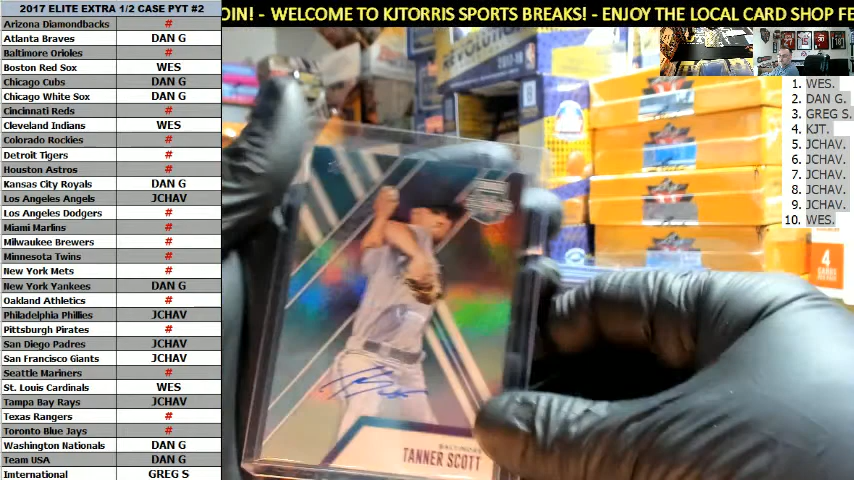 2017 ELITE EXTRA 1/2 CASE PYT #2
Arizona Diamondbacks #
Atlanta Braves DAN G
Baltimore Orioles #
Boston Red Sox WES
Chicago Cubs DAN G
Chicago White Sox DAN G
Cincinnati Reds #
Cleveland Indians WES
Colorado Rockies #
Detroit Tigers #
Houston Astros #
Kansas City Royals DAN G
Los Angeles Angels JCHAV
Los Angeles Dodgers #
Miami Marlins #
Milwaukee Brewers #
Minnesota Twins #
New York Mets #
New York Yankees DAN G
Oakland Athletics #
Philadelphia Phillies JCHAV
Pittsburgh Pirates #
San Diego Padres JCHAV
San Francisco Giants JCHAV
Seattle Mariners #
St. Louis Cardinals WES
Tampa Bay Rays JCHAV
Texas Rangers #
Toronto Blue Jays #
Washington Nationals DAN G
Team USA DAN G
International GREG S
OIN! - WELCOME TO KJTORRIS SPORTS BREAKS! - ENJOY THE LOCAL CARD SHOP FE
REVOLUTION
2017-18
BALTIMORE
TANNER SCOTT
4
CARDS
1. WES.
2. DAN G.
3. GREG S.
4. KJT.
5. JCHAV.
6. JCHAV.
7. JCHAV.
8. JCHAV.
9. JCHAV.
10. WES.